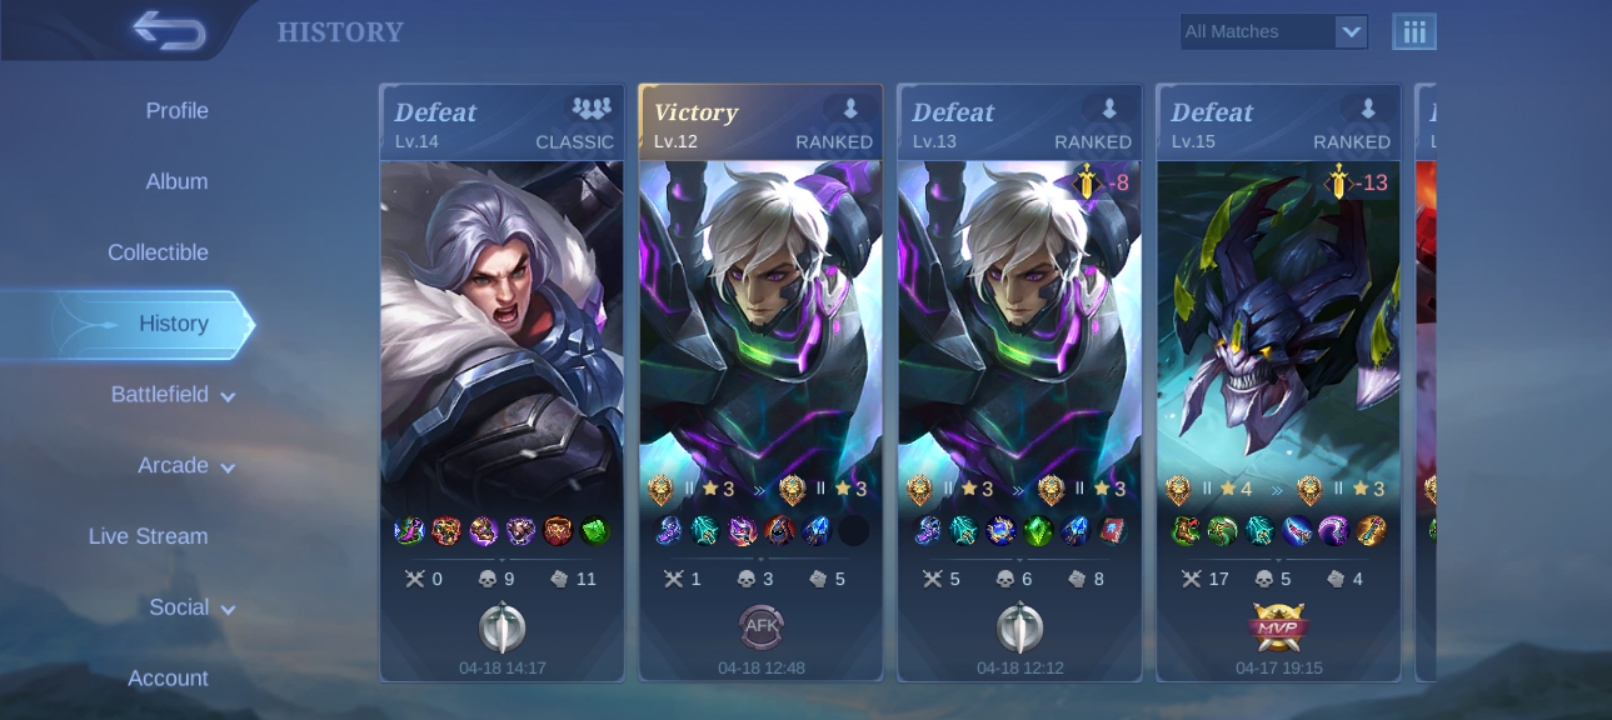 HISTORY
All Matches
Profile
Album
Collectible
History
Battlefield
Arcade
Live Stream
Social
Account
Defeat
Lv.14 CLASSIC
0 9 11
04-18 14:17
Victory
Lv.12 RANKED
II 3 » II 3
1 3 5
AFK
04-18 12:48
Defeat
Lv.13 RANKED
-8
II 3 » II 3
5 6 8
04-18 12:12
Defeat
Lv.15 RANKED
-13
II 4 » II 3
17 5 4
MVP
04-17 19:15